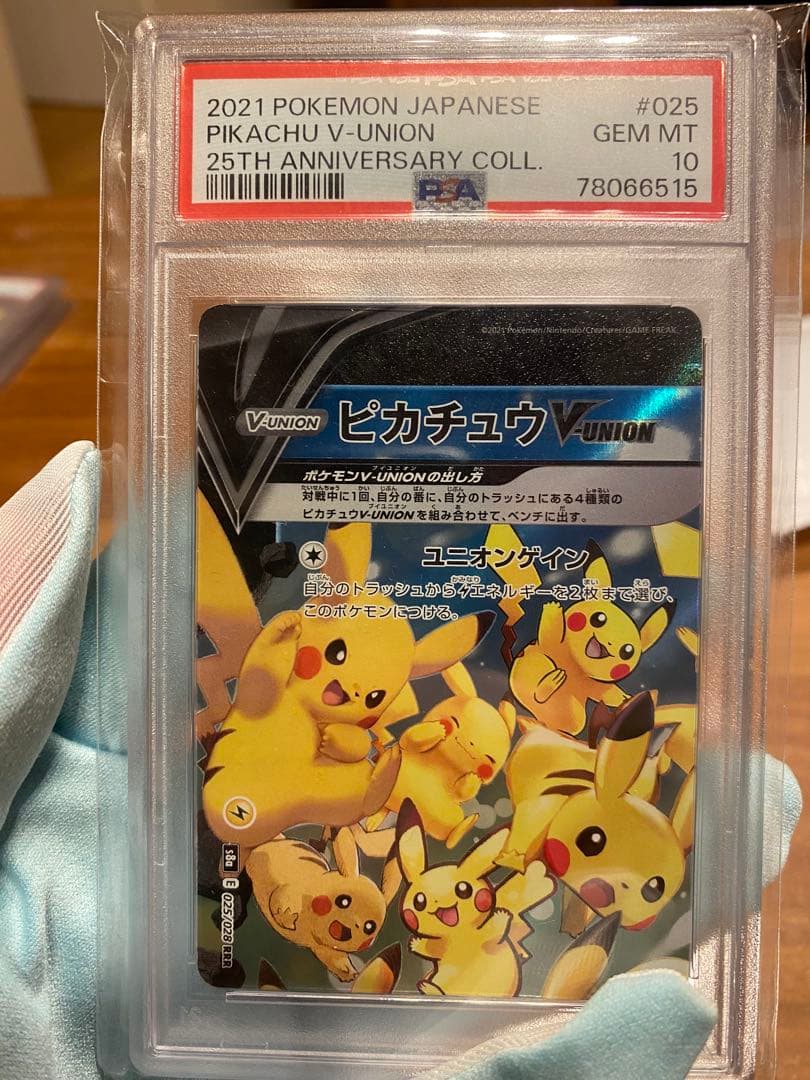 2021 POKEMON JAPANESE #025
PIKACHU V-UNION GEM MT
25TH ANNIVERSARY COLL. 10
PSA 78066515
©2021 Pokémon/Nintendo/Creatures/GAME FREAK
V-UNION ピカチュウV-UNION
ポケモンV-UNIONの出し方
対戦中に1回、自分の番に、自分のトラッシュにある4種類の
ピカチュウV-UNIONを組み合わせて、ベンチに出す。
ユニオンゲイン
自分のトラッシュからエネルギーを2枚まで選び、
このポケモンにつける。
s8a E 025/028 RRR